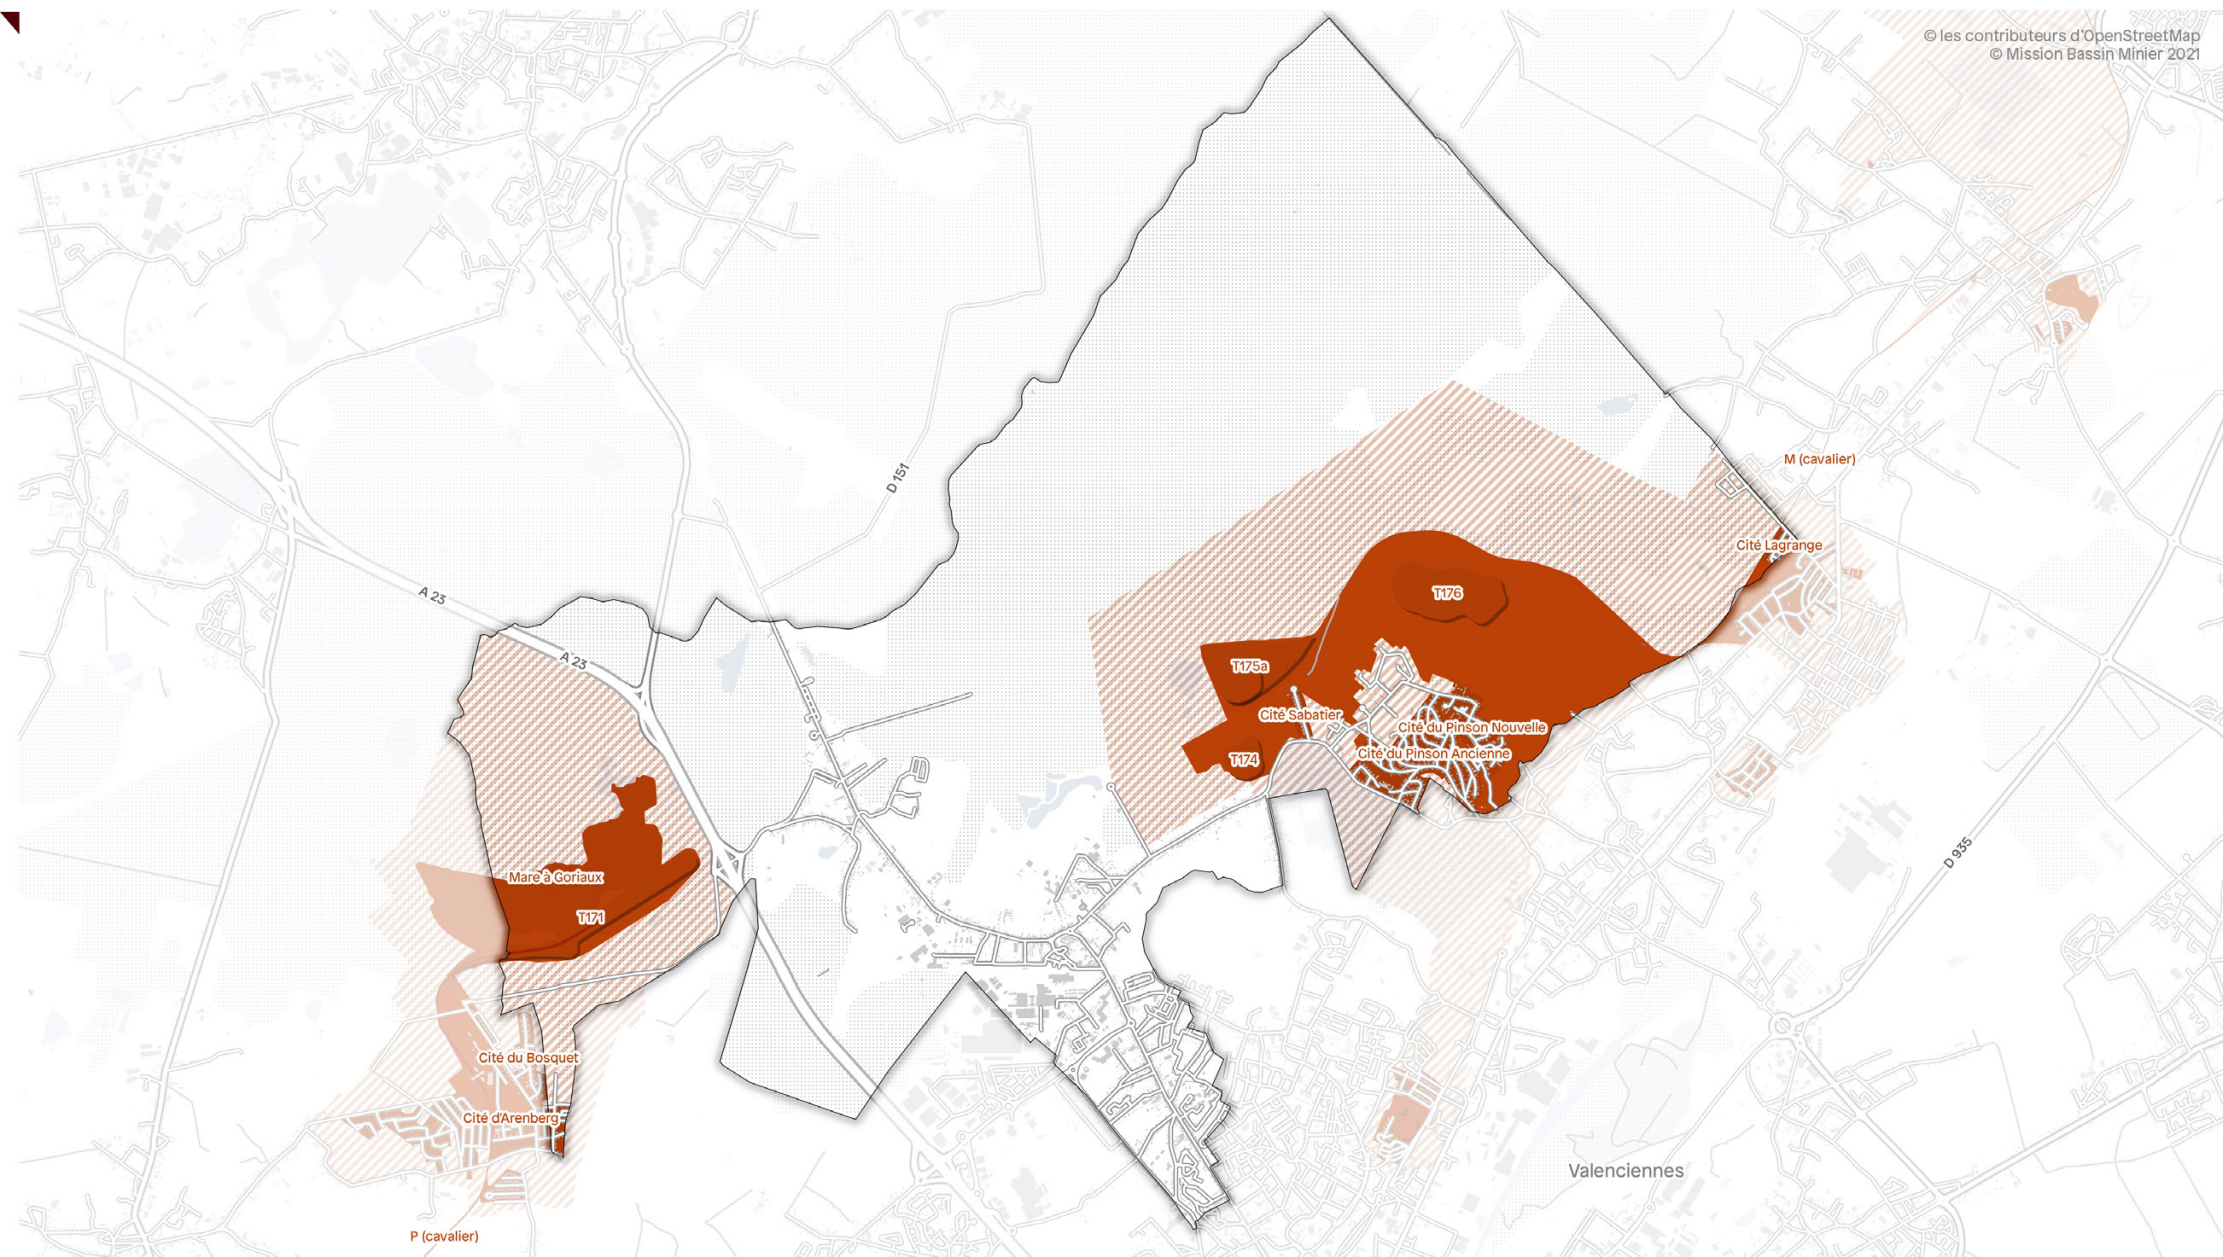 © les contributeurs d'OpenStreetMap
© Mission Bassin Minier 2021
M (cavalier)
D 151
Cité Lagrange
A 23
T176
A 23
T175a
Cité Sabatier
Cité du Pinson Nouvelle
Cité du Pinson Ancienne
T174
D 935
Mare à Goriaux
T171
Cité du Bosquet
Cité d'Arenberg
Valenciennes
P (cavalier)